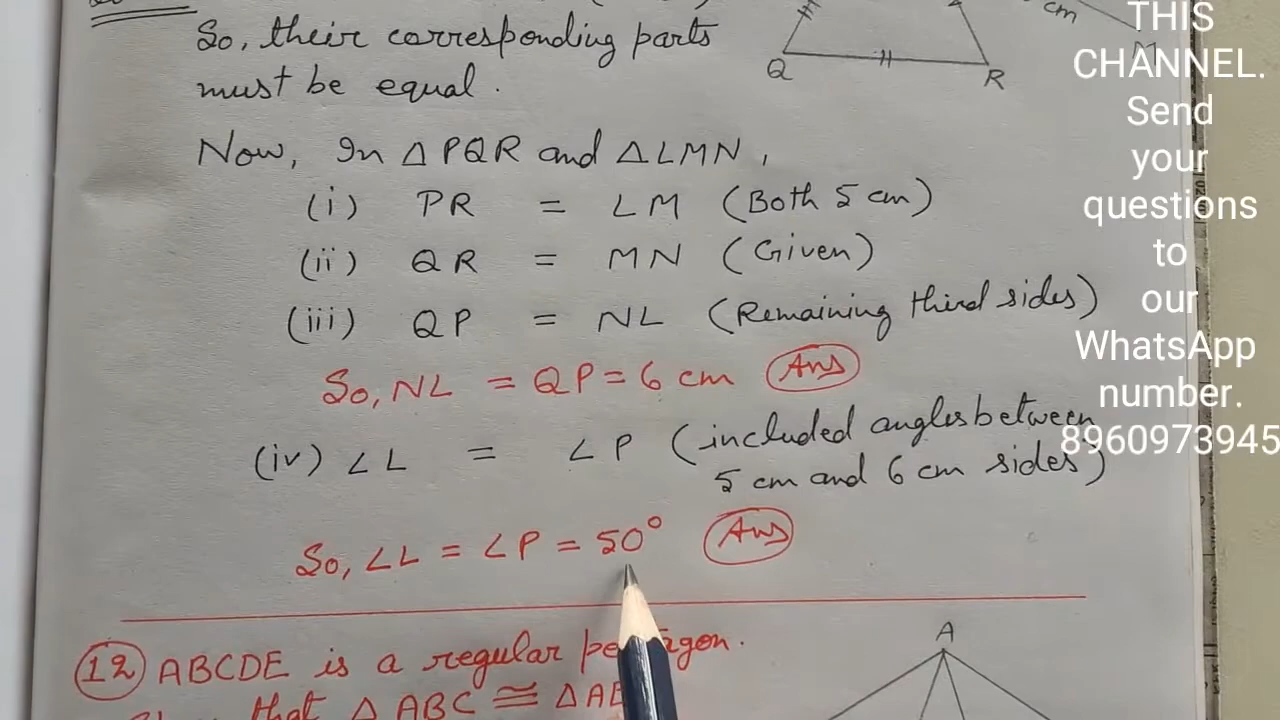 So, their corresponding parts
must be equal.
Q
R
cm
M
Now, In △PQR and △LMN,
(i) PR = LM (Both 5 cm)
(ii) QR = MN (Given)
(iii) QP = NL (Remaining third sides)
So, NL = QP = 6 cm Ans
(iv) ∠L = ∠P (included angles between
5 cm and 6 cm sides)
So, ∠L = ∠P = 50° Ans
12 ABCDE is a regular pentagon.
that △ABC ≅ △AE
A
THIS
CHANNEL.
Send
your
questions
to
our
WhatsApp
number.
8960973945